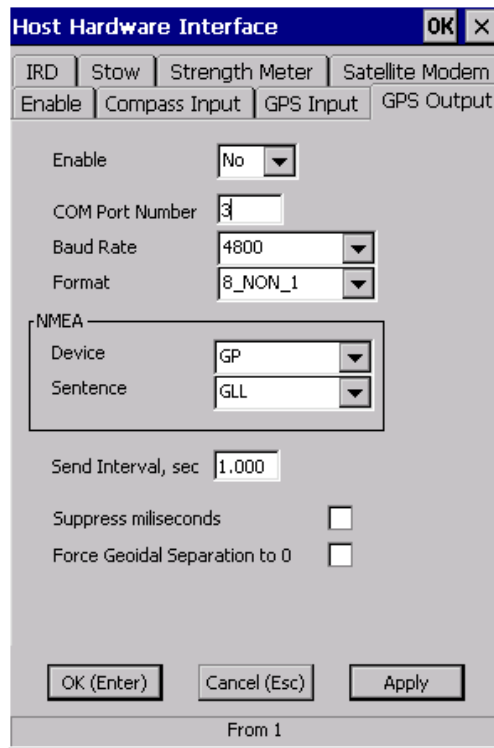 Host Hardware Interface OK ×
IRD Stow Strength Meter Satellite Modem
Enable Compass Input GPS Input GPS Output
Enable No
COM Port Number 3
Baud Rate 4800
Format 8_NON_1
NMEA
Device GP
Sentence GLL
Send Interval, sec 1.000
Suppress miliseconds
Force Geoidal Separation to 0
OK (Enter) Cancel (Esc) Apply
From 1